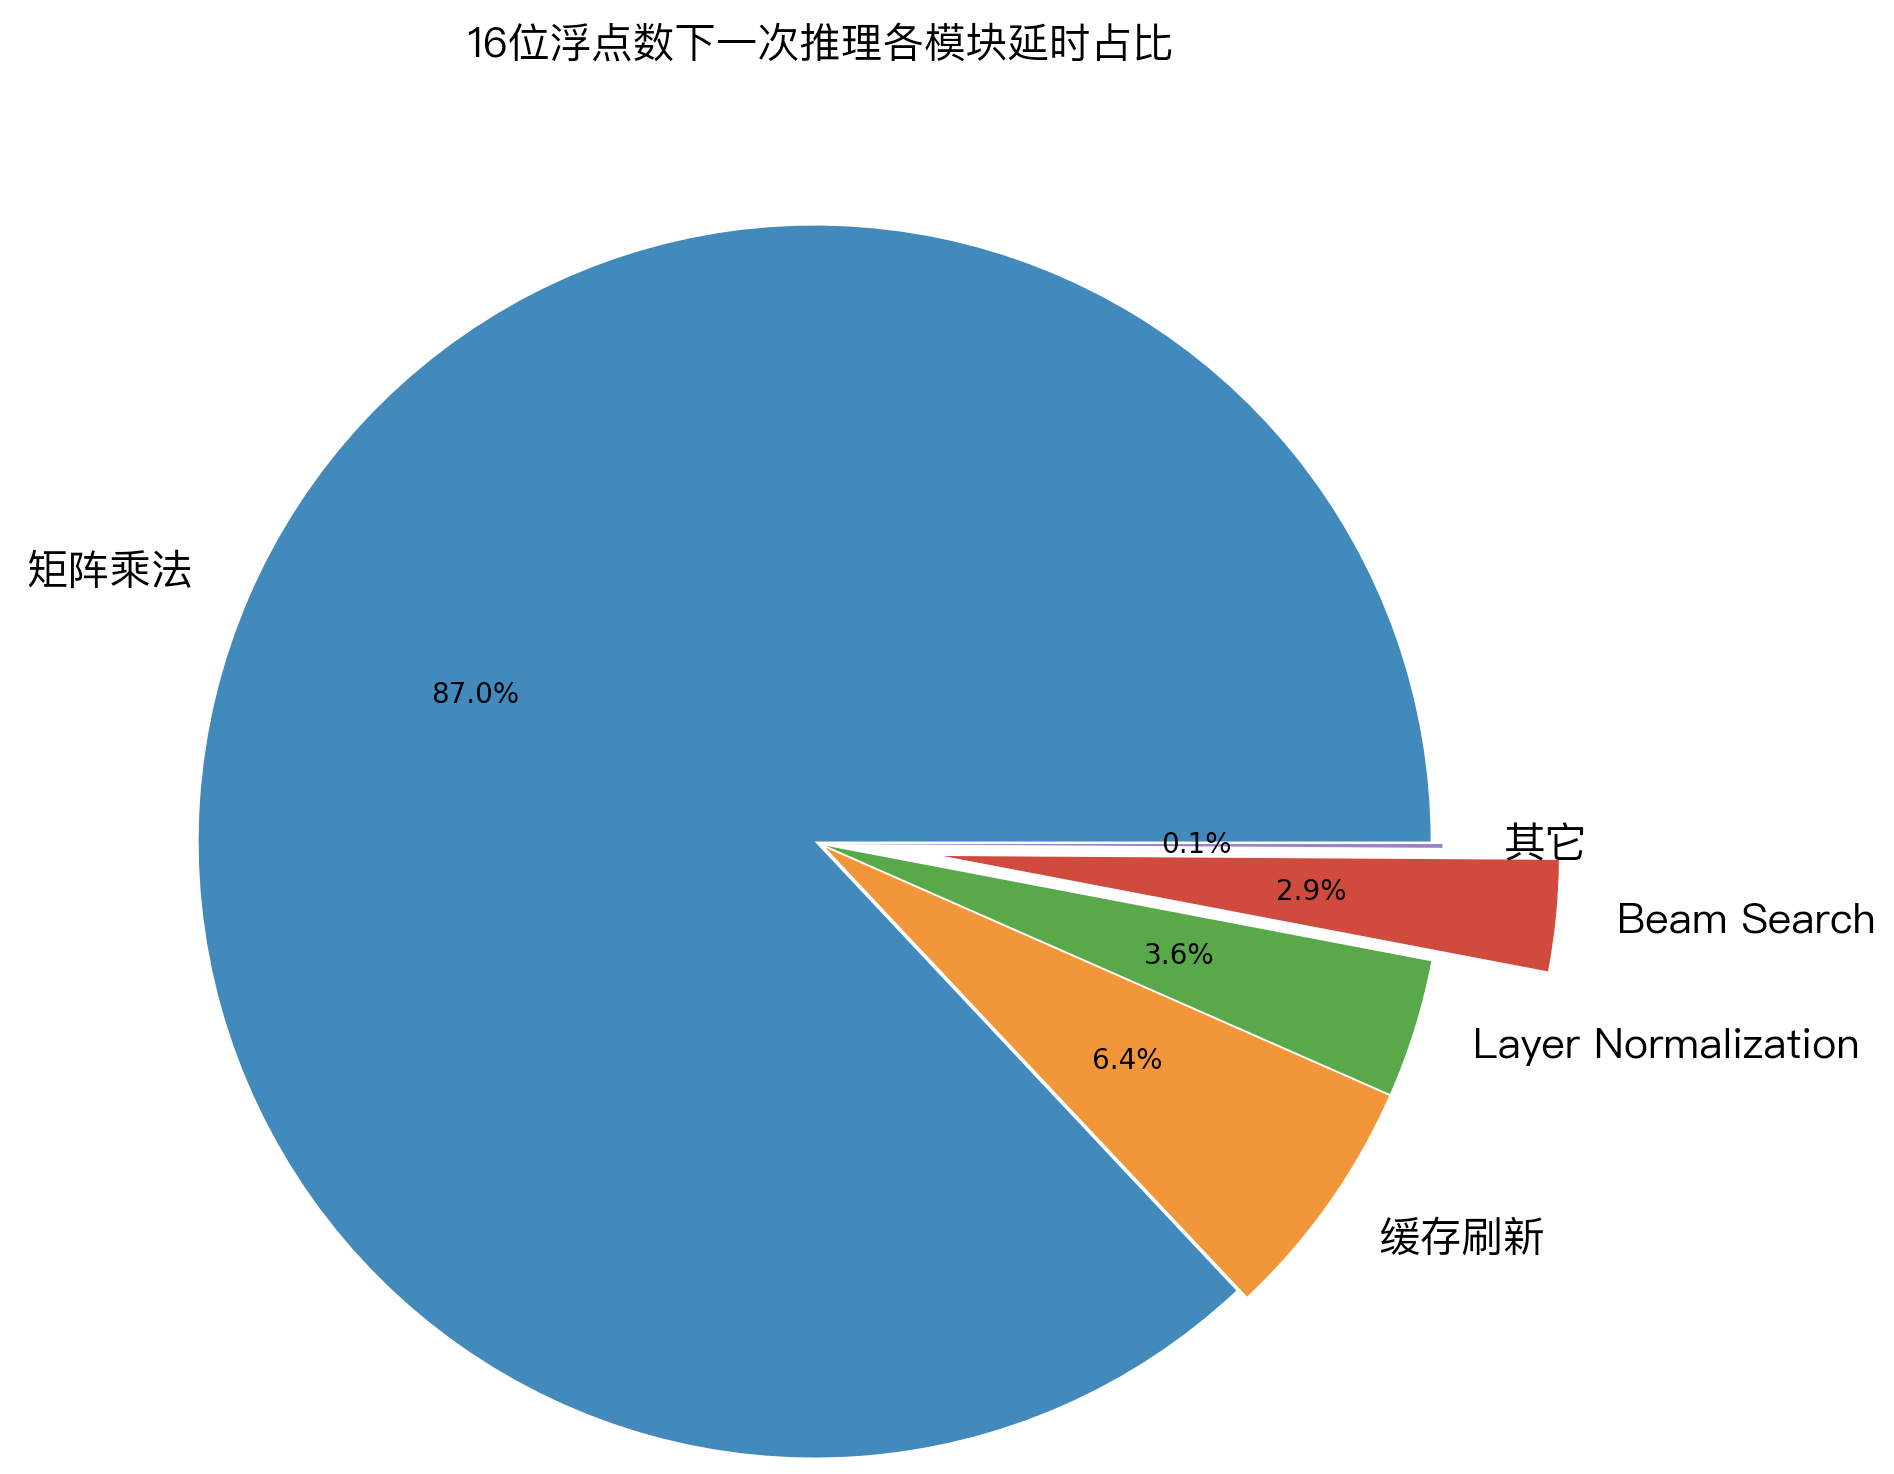 16位浮点数下一次推理各模块延时占比
矩阵乘法
87.0%
0.1%
其它
2.9%
Beam Search
3.6%
Layer Normalization
6.4%
缓存刷新